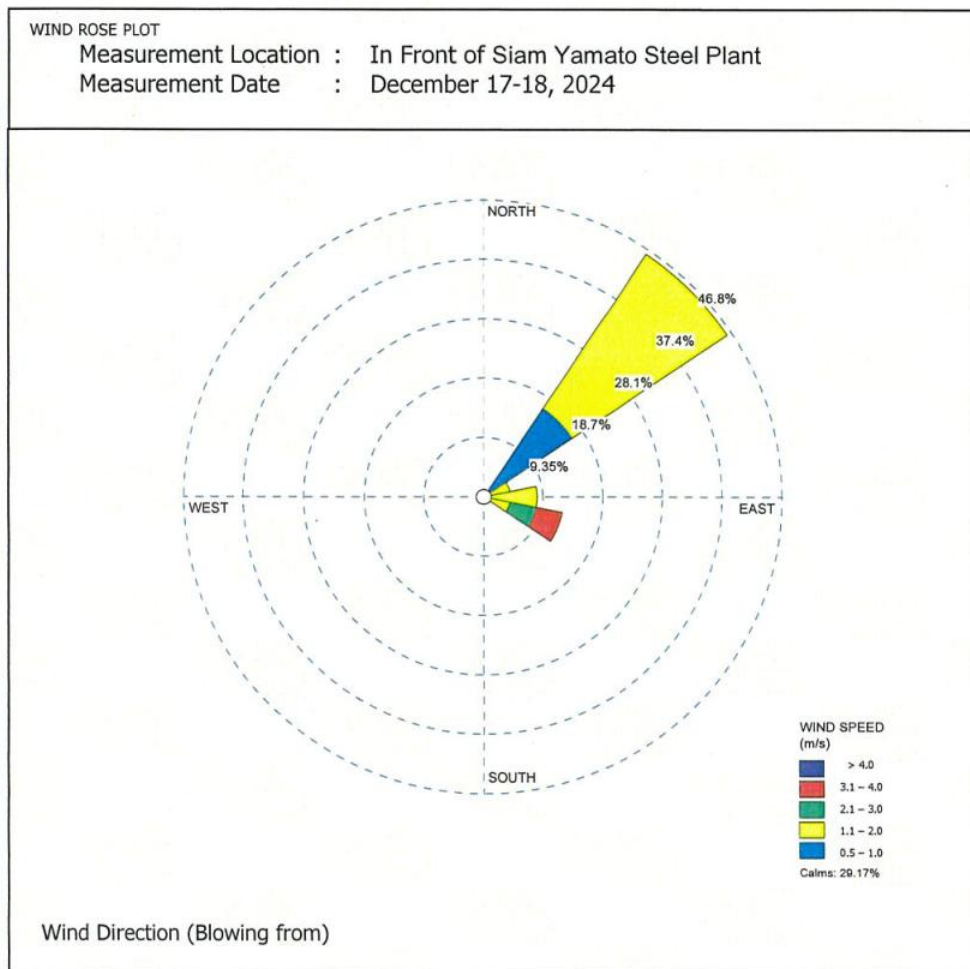 WIND ROSE PLOT
Measurement Location : In Front of Siam Yamato Steel Plant
Measurement Date : December 17-18, 2024
NORTH
46.8%
37.4%
28.1%
18.7%
9.35%
WEST
EAST
SOUTH
WIND SPEED
(m/s)
> 4.0
3.1 – 4.0
2.1 – 3.0
1.1 – 2.0
0.5 – 1.0
Calms: 29.17%
Wind Direction (Blowing from)